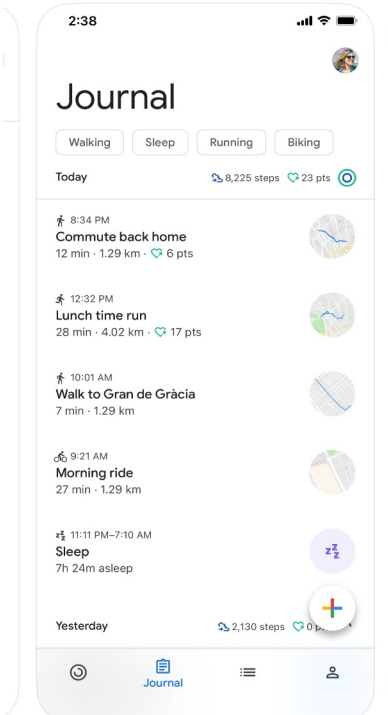 2:38
Journal
Walking Sleep Running Biking
Today 8,225 steps 23 pts
8:34 PM
Commute back home
12 min · 1.29 km · 6 pts
12:32 PM
Lunch time run
28 min · 4.02 km · 17 pts
10:01 AM
Walk to Gran de Gràcia
7 min · 1.29 km
9:21 AM
Morning ride
27 min · 1.29 km
zzz 11:11 PM–7:10 AM
Sleep
7h 24m asleep
zzz
Yesterday 2,130 steps 0
Journal